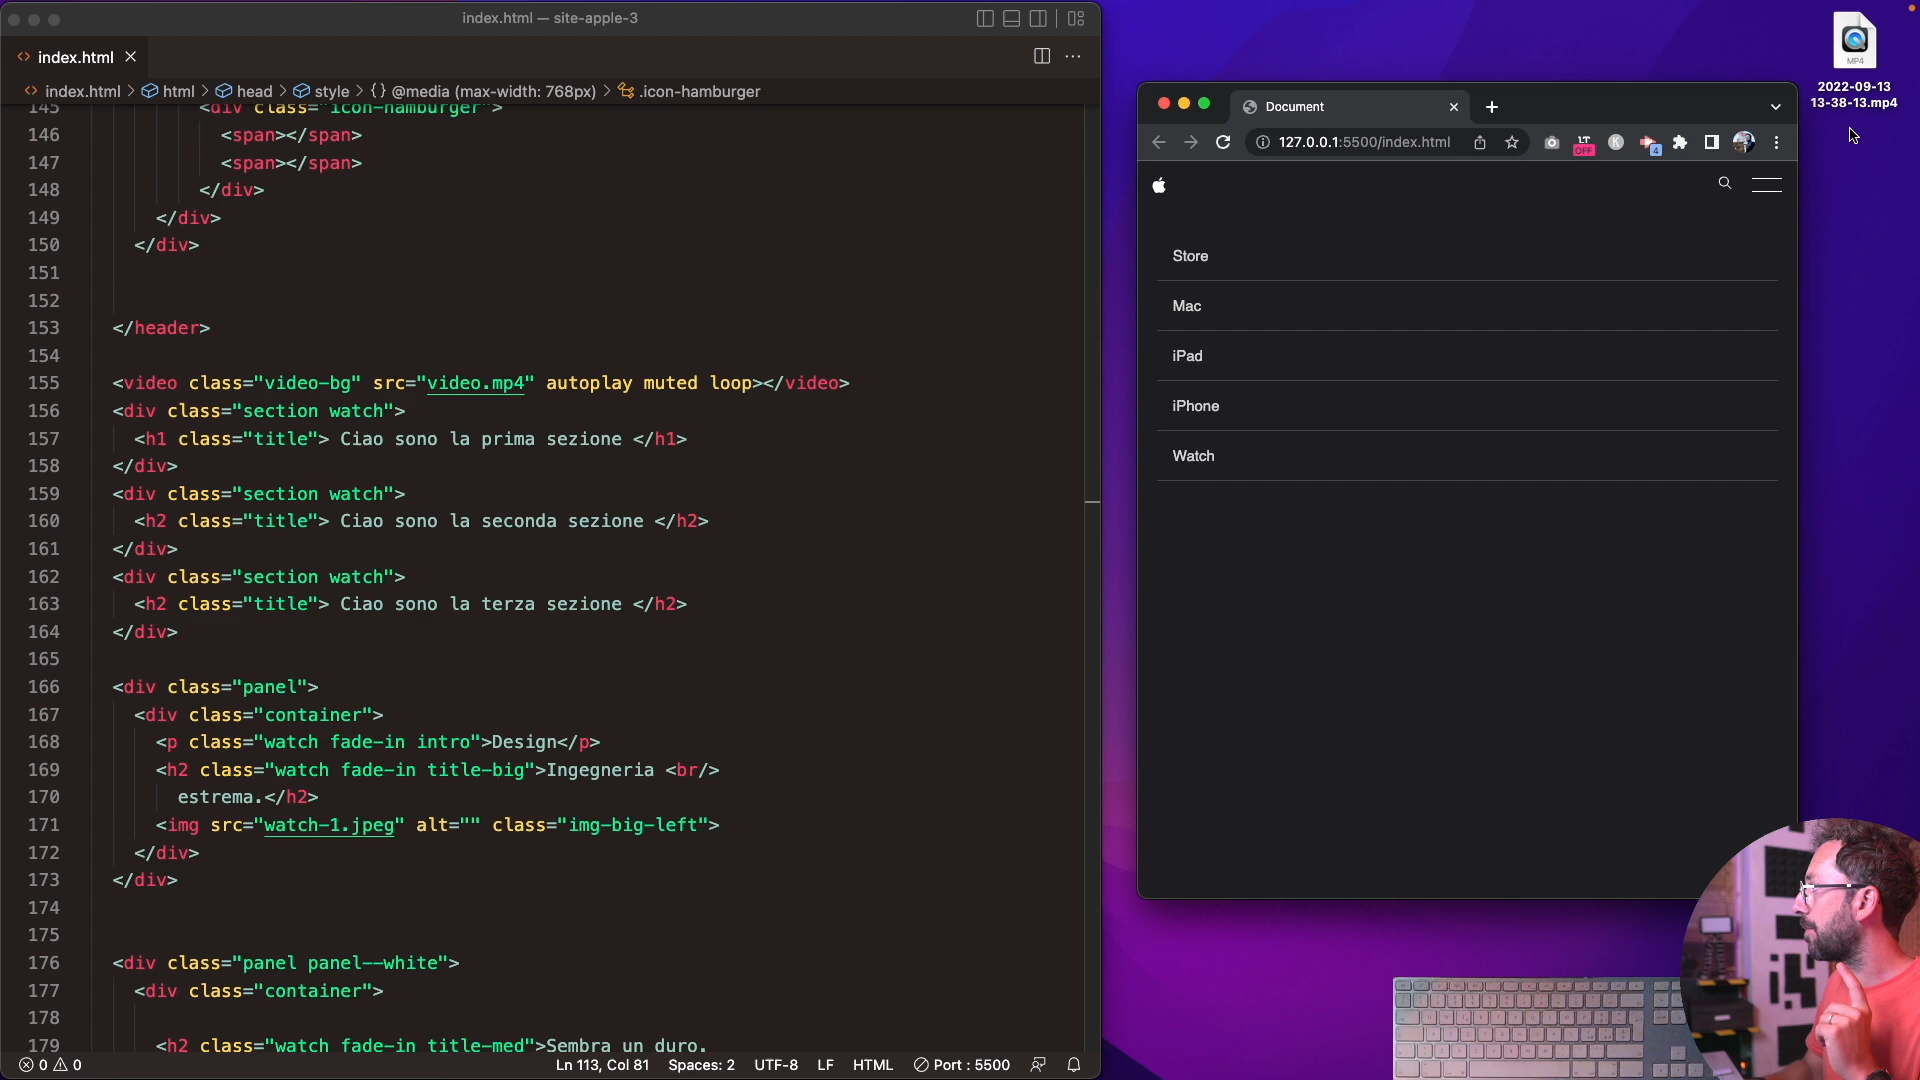 index.html — site-apple-3
index.html
index.html > html > head > style > {} @media (max-width: 768px) > .icon-hamburger
145 <div class="icon-hamburger">
146 <span></span>
147 <span></span>
148 </div>
149 </div>
150 </div>
151
152
153 </header>
154
155 <video class="video-bg" src="video.mp4" autoplay muted loop></video>
156 <div class="section watch">
157 <h1 class="title"> Ciao sono la prima sezione </h1>
158 </div>
159 <div class="section watch">
160 <h2 class="title"> Ciao sono la seconda sezione </h2>
161 </div>
162 <div class="section watch">
163 <h2 class="title"> Ciao sono la terza sezione </h2>
164 </div>
165
166 <div class="panel">
167 <div class="container">
168 <p class="watch fade-in intro">Design</p>
169 <h2 class="watch fade-in title-big">Ingegneria <br/>
170 estrema.</h2>
171 <img src="watch-1.jpeg" alt="" class="img-big-left">
172 </div>
173 </div>
174
175
176 <div class="panel panel--white">
177 <div class="container">
178
179 <h2 class="watch fade-in title-med">Sembra un duro.
0 0
Ln 113, Col 81 Spaces: 2 UTF-8 LF HTML Port : 5500
Document
127.0.0.1:5500/index.html
OFF
K
4
Store
Mac
iPad
iPhone
Watch
MP4
2022-09-13
13-38-13.mp4